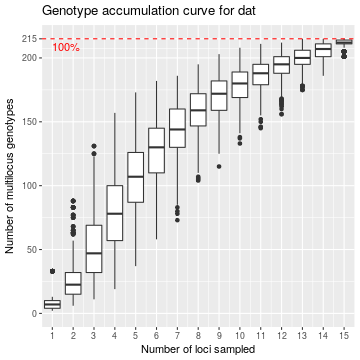 Genotype accumulation curve for dat
215
100%
200
150
100
50
0
Number of multilocus genotypes
1 2 3 4 5 6 7 8 9 10 11 12 13 14 15
Number of loci sampled